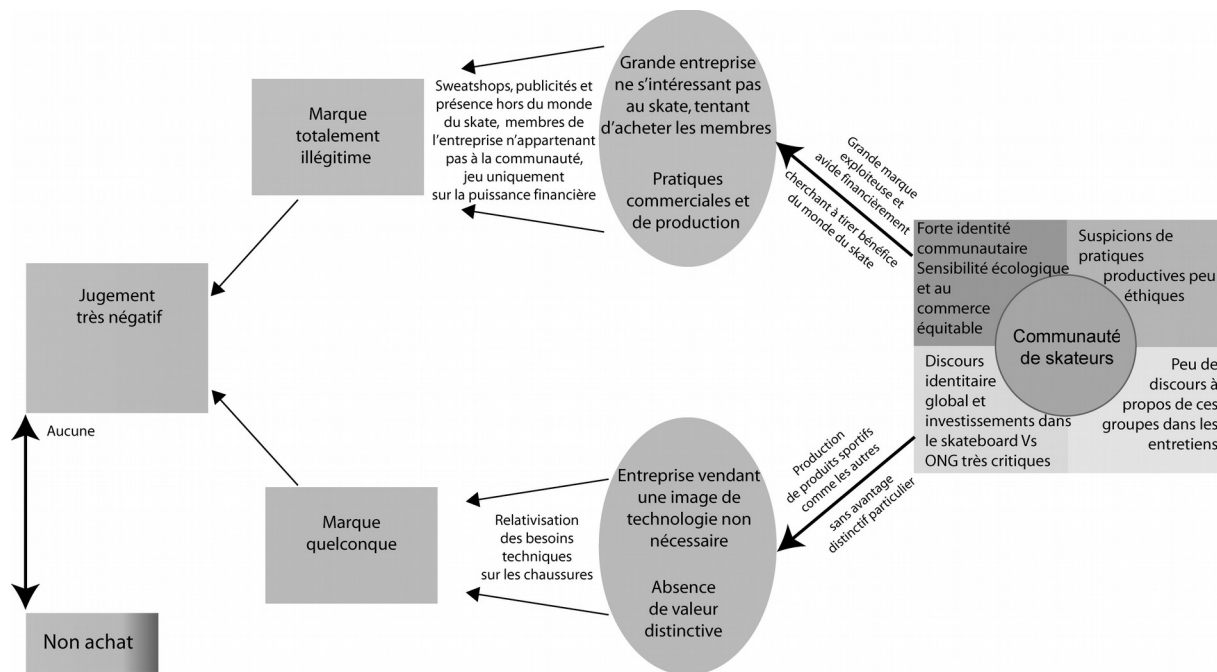 Grande entreprise
ne s'intéressant pas
au skate, tentant
d'acheter les membres
Pratiques
commerciales et
de production
Sweatshops, publicités et
présence hors du monde
du skate, membres de
l'entreprise n'appartenant
pas à la communauté,
jeu uniquement
sur la puissance financière
Marque
totalement
illégitime
Grande marque
exploiteuse et
avide financièrement
cherchant à tirer bénéfice
du monde du skate
Forte identité
communautaire
Sensibilité écologique
et au
commerce
équitable
Suspicions de
pratiques
productives peu
éthiques
Communauté
de skateurs
Discours
identitaire
global et
investissements dans
le skateboard Vs
ONG très critiques
Peu de
discours à
propos de ces
groupes dans les
entretiens
Jugement
très négatif
Aucune
Non achat
Marque
quelconque
Relativisation
des besoins
techniques
sur les chaussures
Entreprise vendant
une image de
technologie non
nécessaire
Absence
de valeur
distinctive
Production
de produits sportifs
comme les autres
sans avantage
distinctif particulier